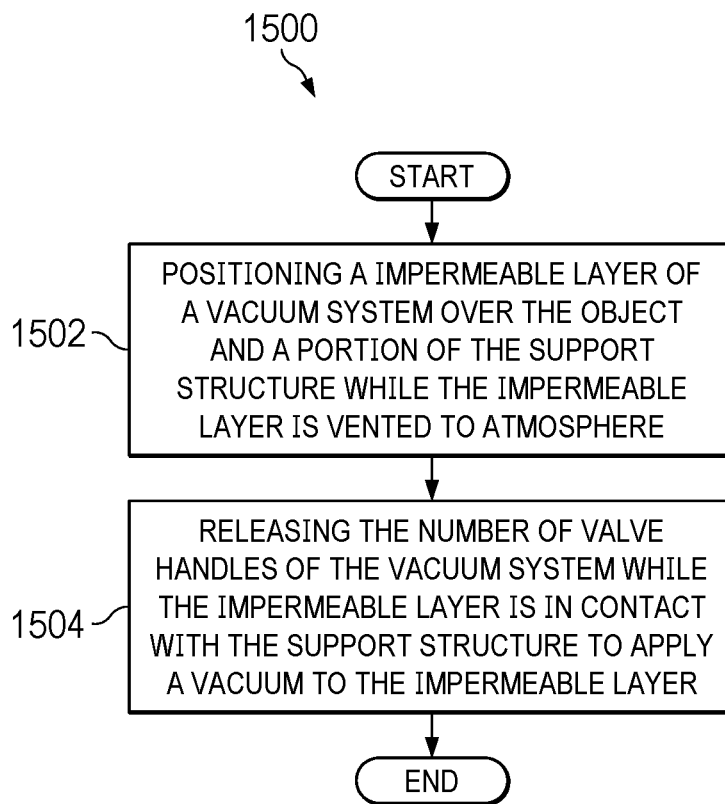 1500
START
1502
POSITIONING A IMPERMEABLE LAYER OF
A VACUUM SYSTEM OVER THE OBJECT
AND A PORTION OF THE SUPPORT
STRUCTURE WHILE THE IMPERMEABLE
LAYER IS VENTED TO ATMOSPHERE
1504
RELEASING THE NUMBER OF VALVE
HANDLES OF THE VACUUM SYSTEM WHILE
THE IMPERMEABLE LAYER IS IN CONTACT
WITH THE SUPPORT STRUCTURE TO APPLY
A VACUUM TO THE IMPERMEABLE LAYER
END